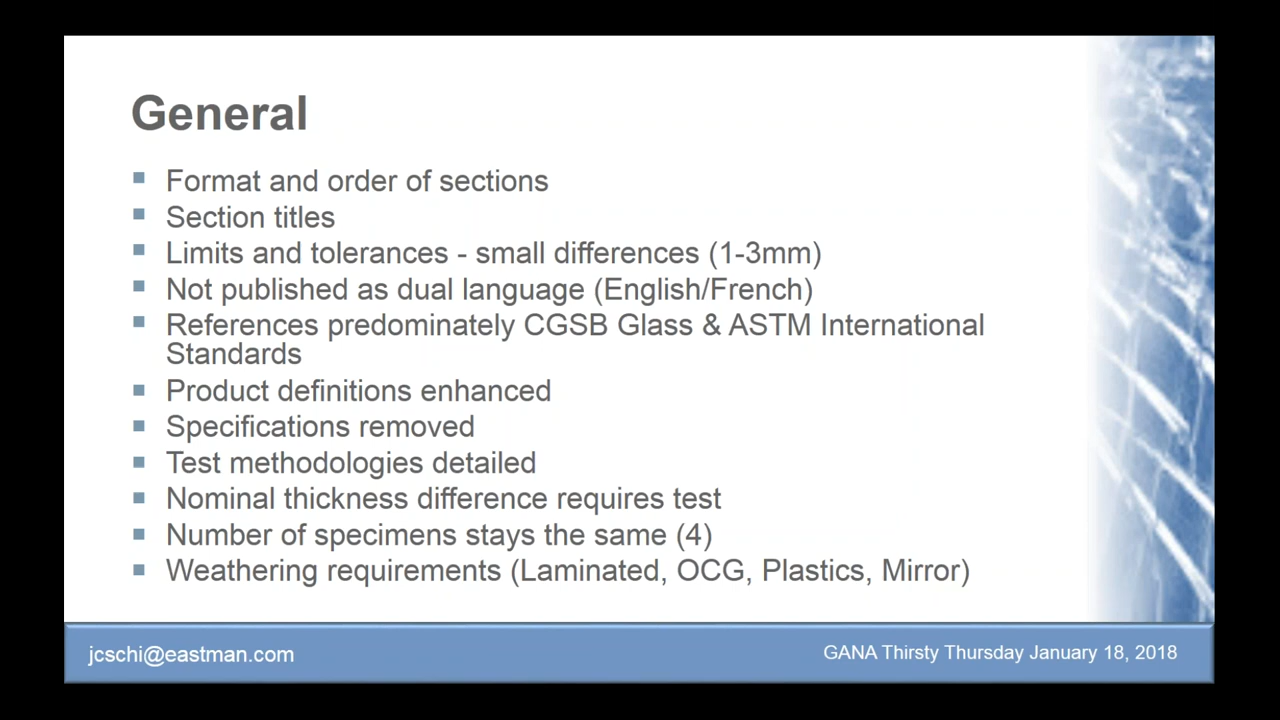 General
Format and order of sections
Section titles
Limits and tolerances - small differences (1-3mm)
Not published as dual language (English/French)
References predominately CGSB Glass & ASTM International
Standards
Product definitions enhanced
Specifications removed
Test methodologies detailed
Nominal thickness difference requires test
Number of specimens stays the same (4)
Weathering requirements (Laminated, OCG, Plastics, Mirror)
jcschi@eastman.com
GANA Thirsty Thursday January 18, 2018